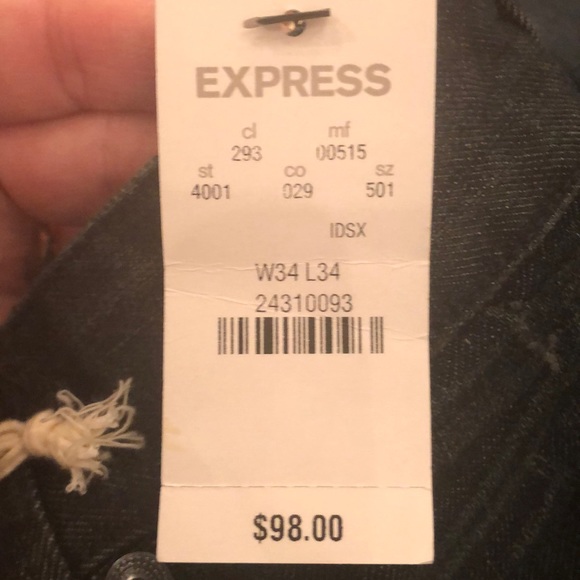 EXPRESS
cl mf
293 00515
st co sz
4001 029 501
IDSX
W34 L34
24310093
$98.00